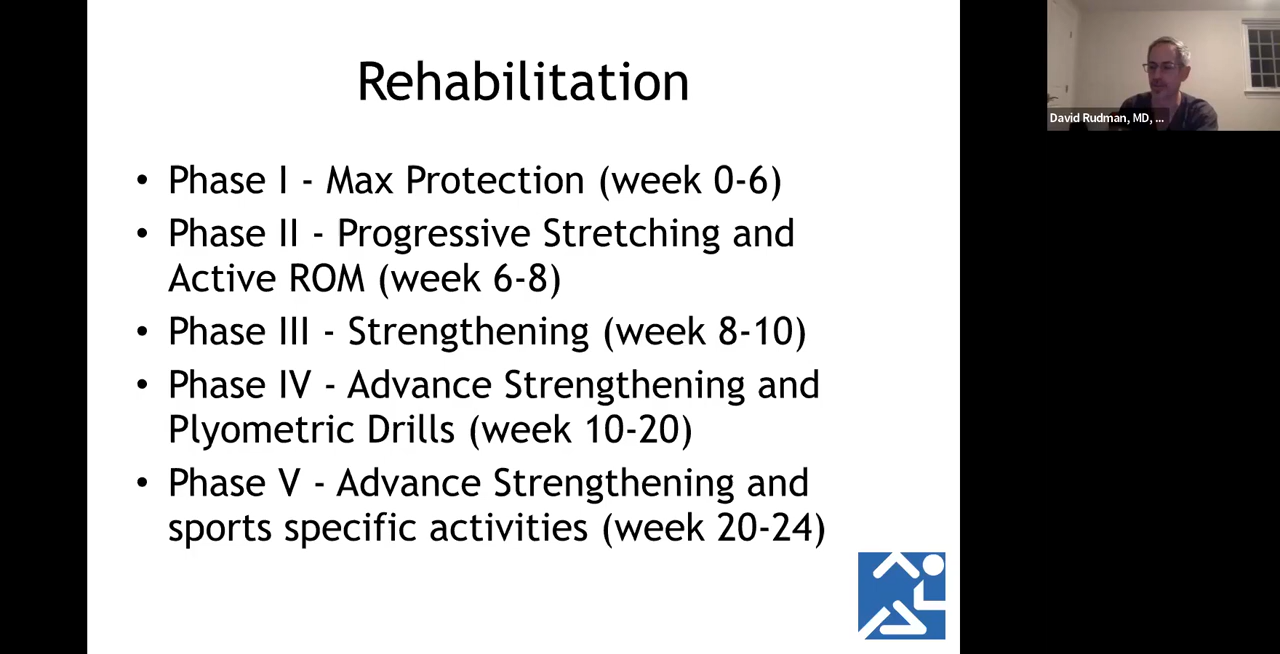 Rehabilitation
• Phase I - Max Protection (week 0-6)
• Phase II - Progressive Stretching and
Active ROM (week 6-8)
• Phase III - Strengthening (week 8-10)
• Phase IV - Advance Strengthening and
Plyometric Drills (week 10-20)
• Phase V - Advance Strengthening and
sports specific activities (week 20-24)
David Rudman, MD, ...